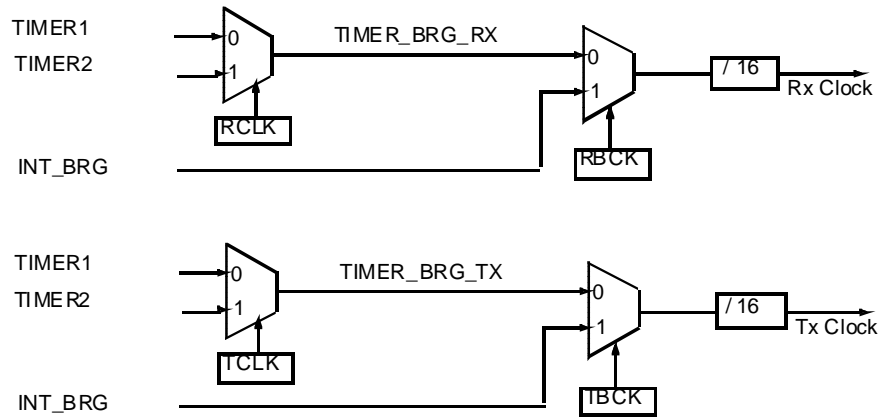 TIMER1
TIMER2
0
1
TIMER_BRG_RX
0
1
/ 16
Rx Clock
RCLK
RBCK
INT_BRG
TIMER1
TIMER2
0
1
TIMER_BRG_TX
0
1
/ 16
Tx Clock
TCLK
TBCK
INT_BRG